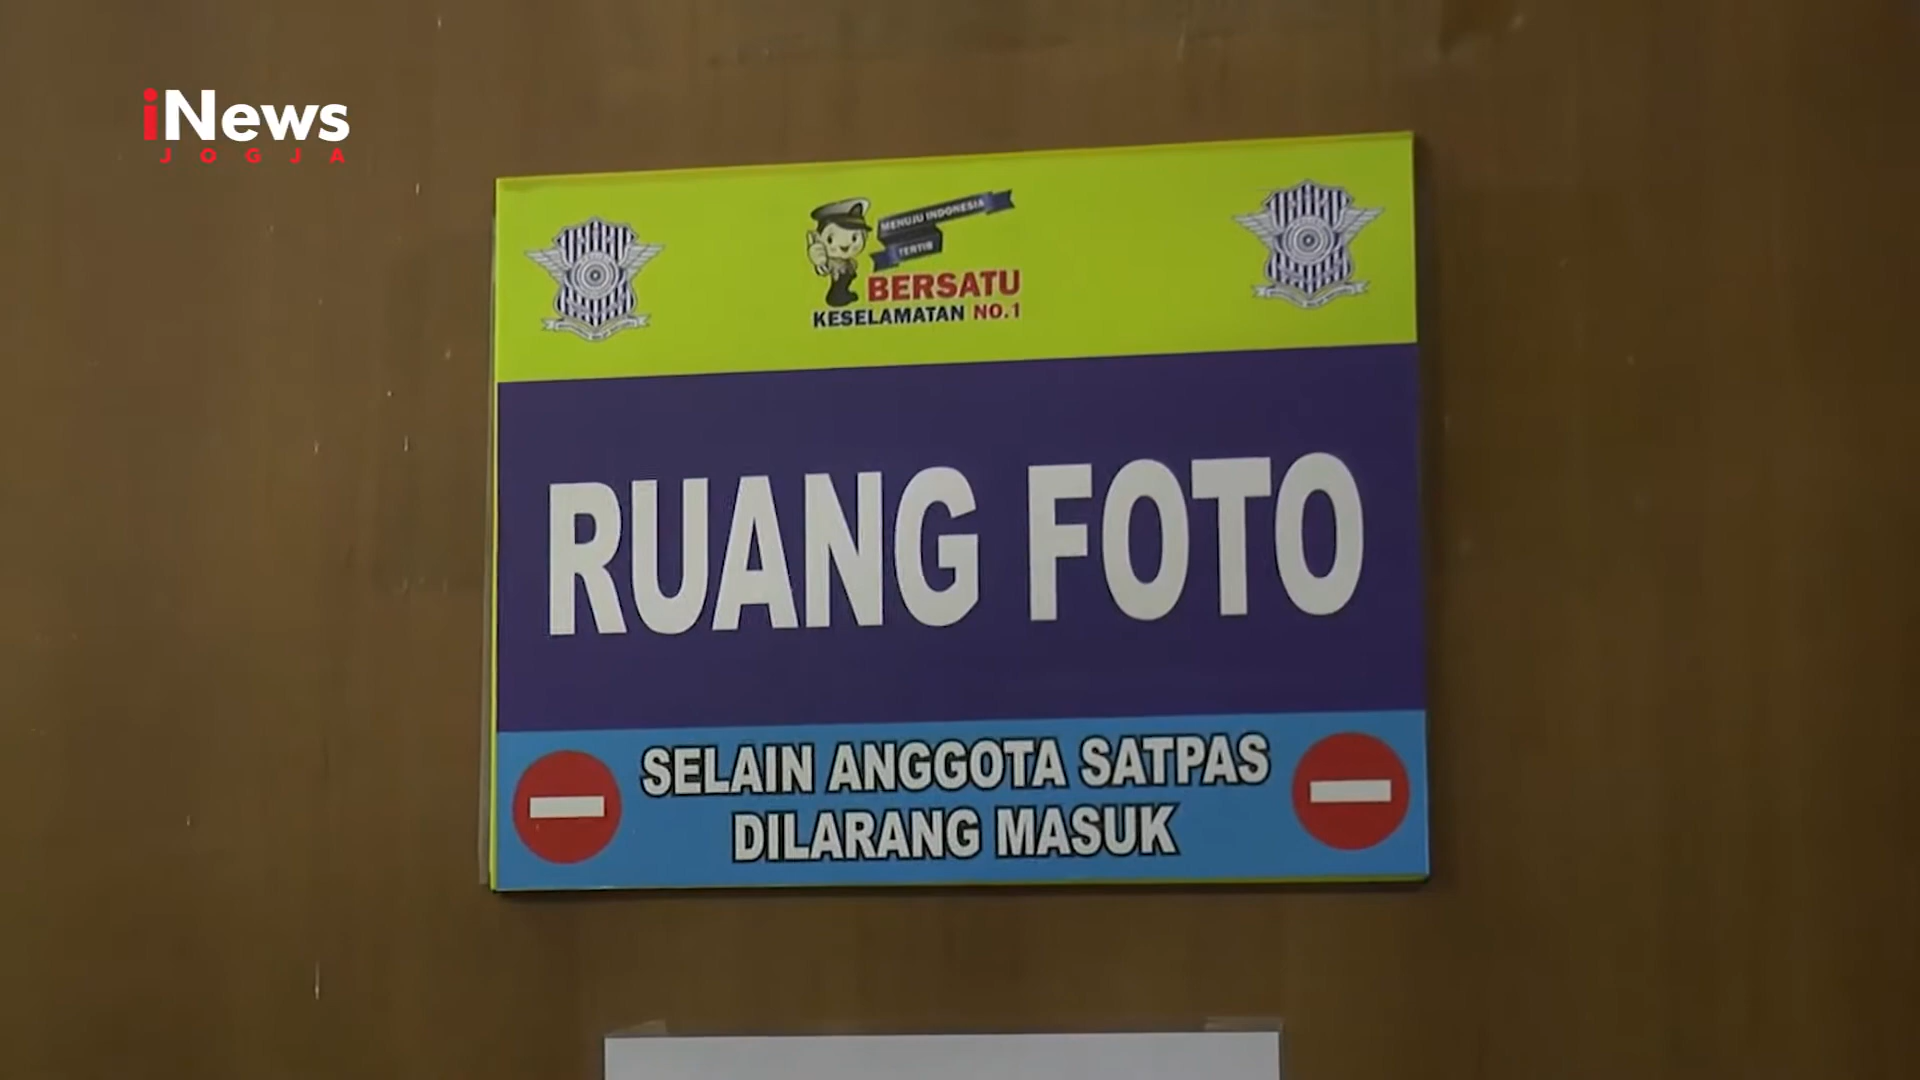 iNews
JOGJA
MENUJU INDONESIA
TERTIB
BERSATU
KESELAMATAN NO.1
RUANG FOTO
SELAIN ANGGOTA SATPAS
DILARANG MASUK